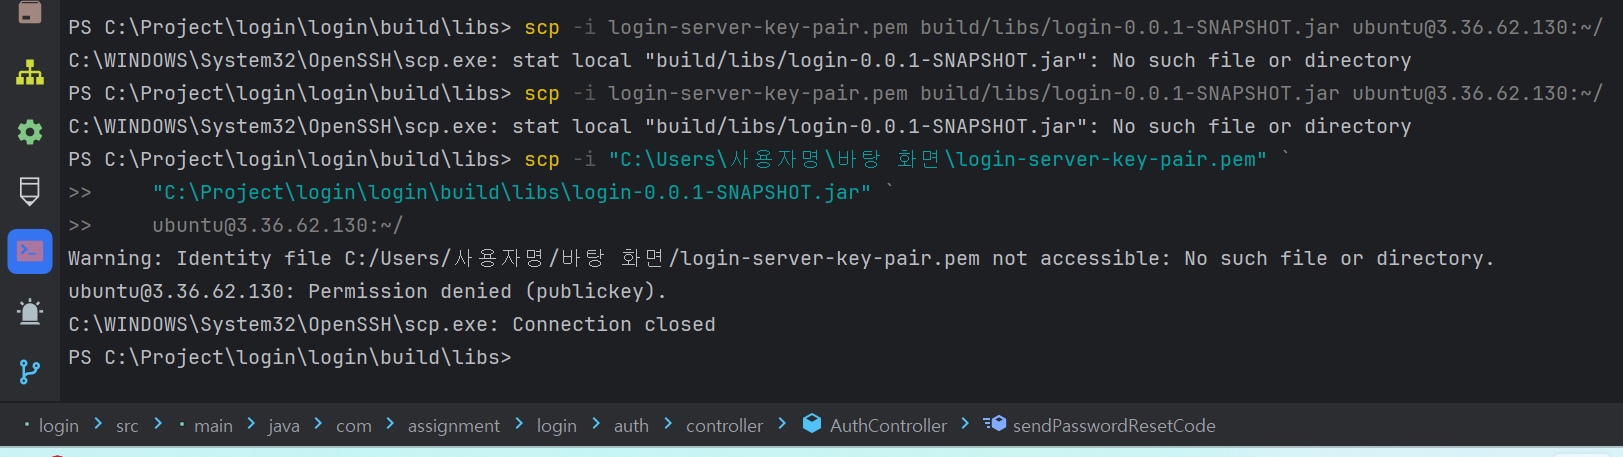 PS C:\Project\login\login\build\libs> scp -i login-server-key-pair.pem build/libs/login-0.0.1-SNAPSHOT.jar ubuntu@3.36.62.130:~/
C:\WINDOWS\System32\OpenSSH\scp.exe: stat local "build/libs/login-0.0.1-SNAPSHOT.jar": No such file or directory
PS C:\Project\login\login\build\libs> scp -i login-server-key-pair.pem build/libs/login-0.0.1-SNAPSHOT.jar ubuntu@3.36.62.130:~/
C:\WINDOWS\System32\OpenSSH\scp.exe: stat local "build/libs/login-0.0.1-SNAPSHOT.jar": No such file or directory
PS C:\Project\login\login\build\libs> scp -i "C:\Users\사용자명\바탕 화면\login-server-key-pair.pem" `
>>     "C:\Project\login\login\build\libs\login-0.0.1-SNAPSHOT.jar" `
>>     ubuntu@3.36.62.130:~/
Warning: Identity file C:/Users/사용자명/바탕 화면/login-server-key-pair.pem not accessible: No such file or directory.
ubuntu@3.36.62.130: Permission denied (publickey).
C:\WINDOWS\System32\OpenSSH\scp.exe: Connection closed
PS C:\Project\login\login\build\libs>
login > src > main > java > com > assignment > login > auth > controller > AuthController > sendPasswordResetCode